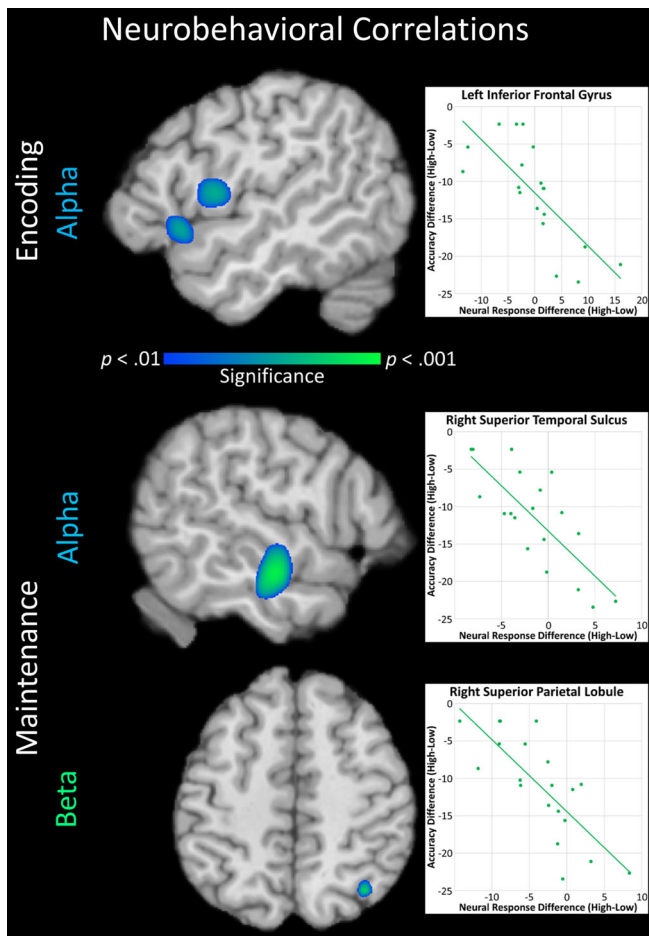 Neurobehavioral Correlations
Encoding
Alpha
Left Inferior Frontal Gyrus
Accuracy Difference (High-Low)
0
-5
-10
-15
-20
-25
-10
-5
0
5
10
15
20
Neural Response Difference (High-Low)
p < .01
p < .001
Significance
Maintenance
Alpha
Right Superior Temporal Sulcus
Accuracy Difference (High-Low)
0
-5
-10
-15
-20
-25
-5
0
5
10
Neural Response Difference (High-Low)
Beta
Right Superior Parietal Lobule
Accuracy Difference (High-Low)
0
-5
-10
-15
-20
-25
-10
-5
0
5
10
Neural Response Difference (High-Low)